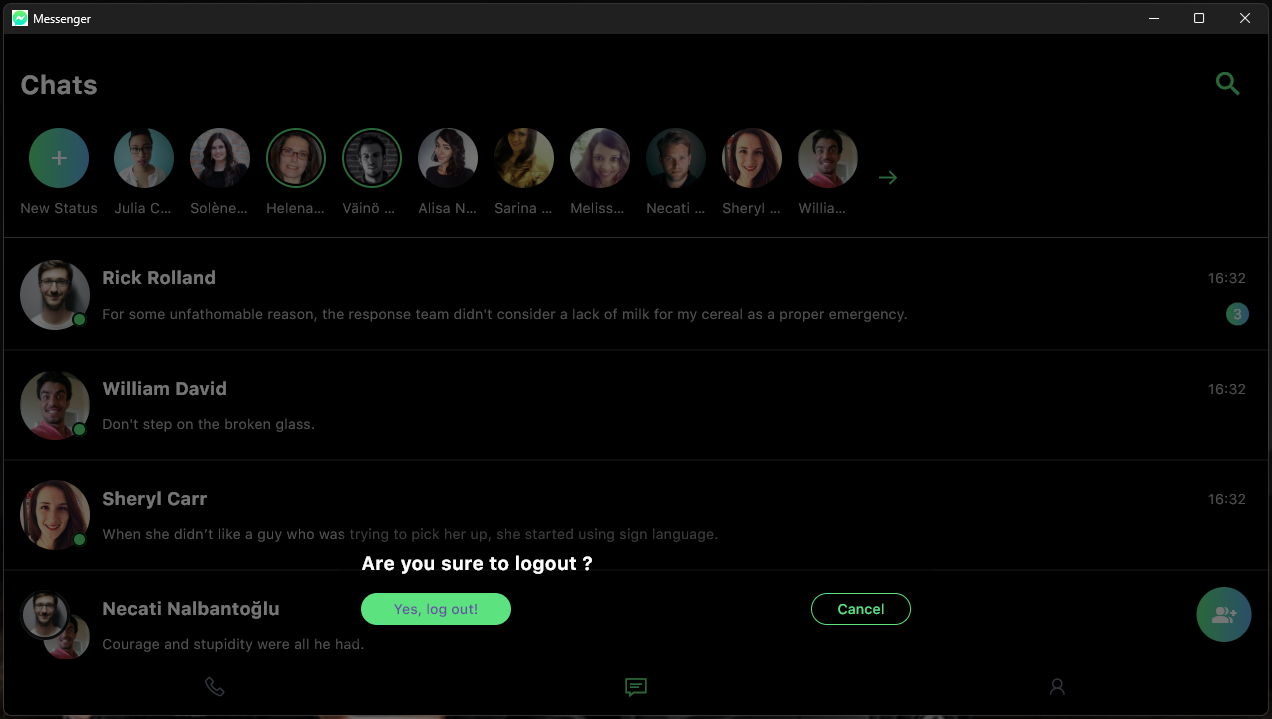 Messenger
Chats
New Status
Julia C...
Solène...
Helena...
Väinö ...
Alisa N...
Sarina ...
Meliss...
Necati ...
Sheryl ...
Willia...
Rick Rolland
16:32
For some unfathomable reason, the response team didn't consider a lack of milk for my cereal as a proper emergency.
3
William David
16:32
Don't step on the broken glass.
Sheryl Carr
16:32
When she didn’t like a guy who was trying to pick her up, she started using sign language.
Are you sure to logout ?
Necati Nalbantoğlu
Yes, log out!
Cancel
Courage and stupidity were all he had.